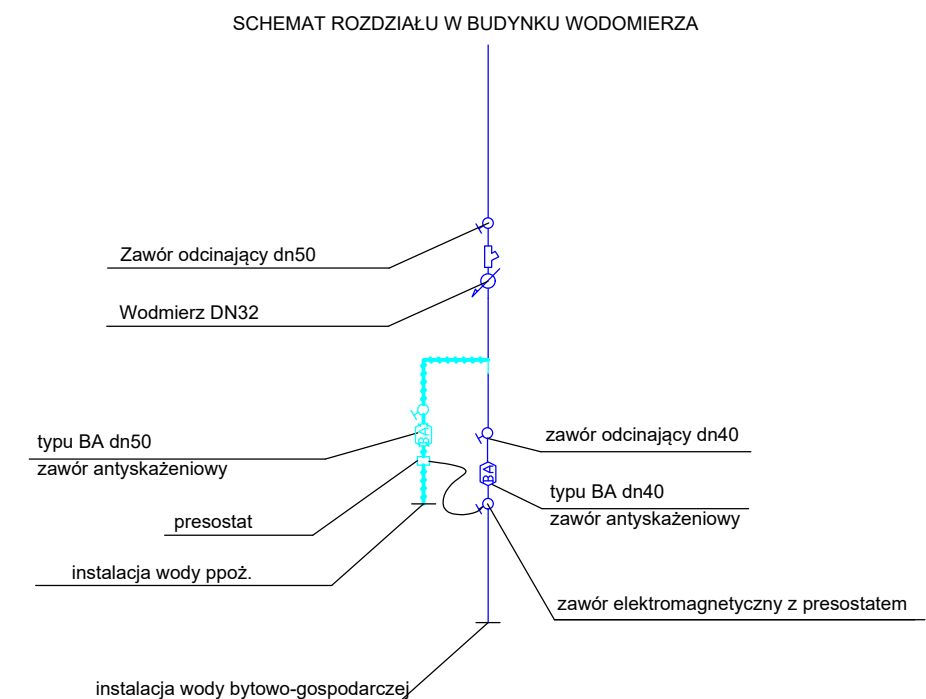 SCHEMAT ROZDZIAŁU W BUDYNKU WODOMIERZA
Zawór odcinający dn50
Wodmierz DN32
typu BA dn50
zawór antyskażeniowy
BA
presostat
instalacja wody ppoż.
zawór odcinający dn40
BA
typu BA dn40
zawór antyskażeniowy
zawór elektromagnetyczny z presostatem
instalacja wody bytowo-gospodarczej